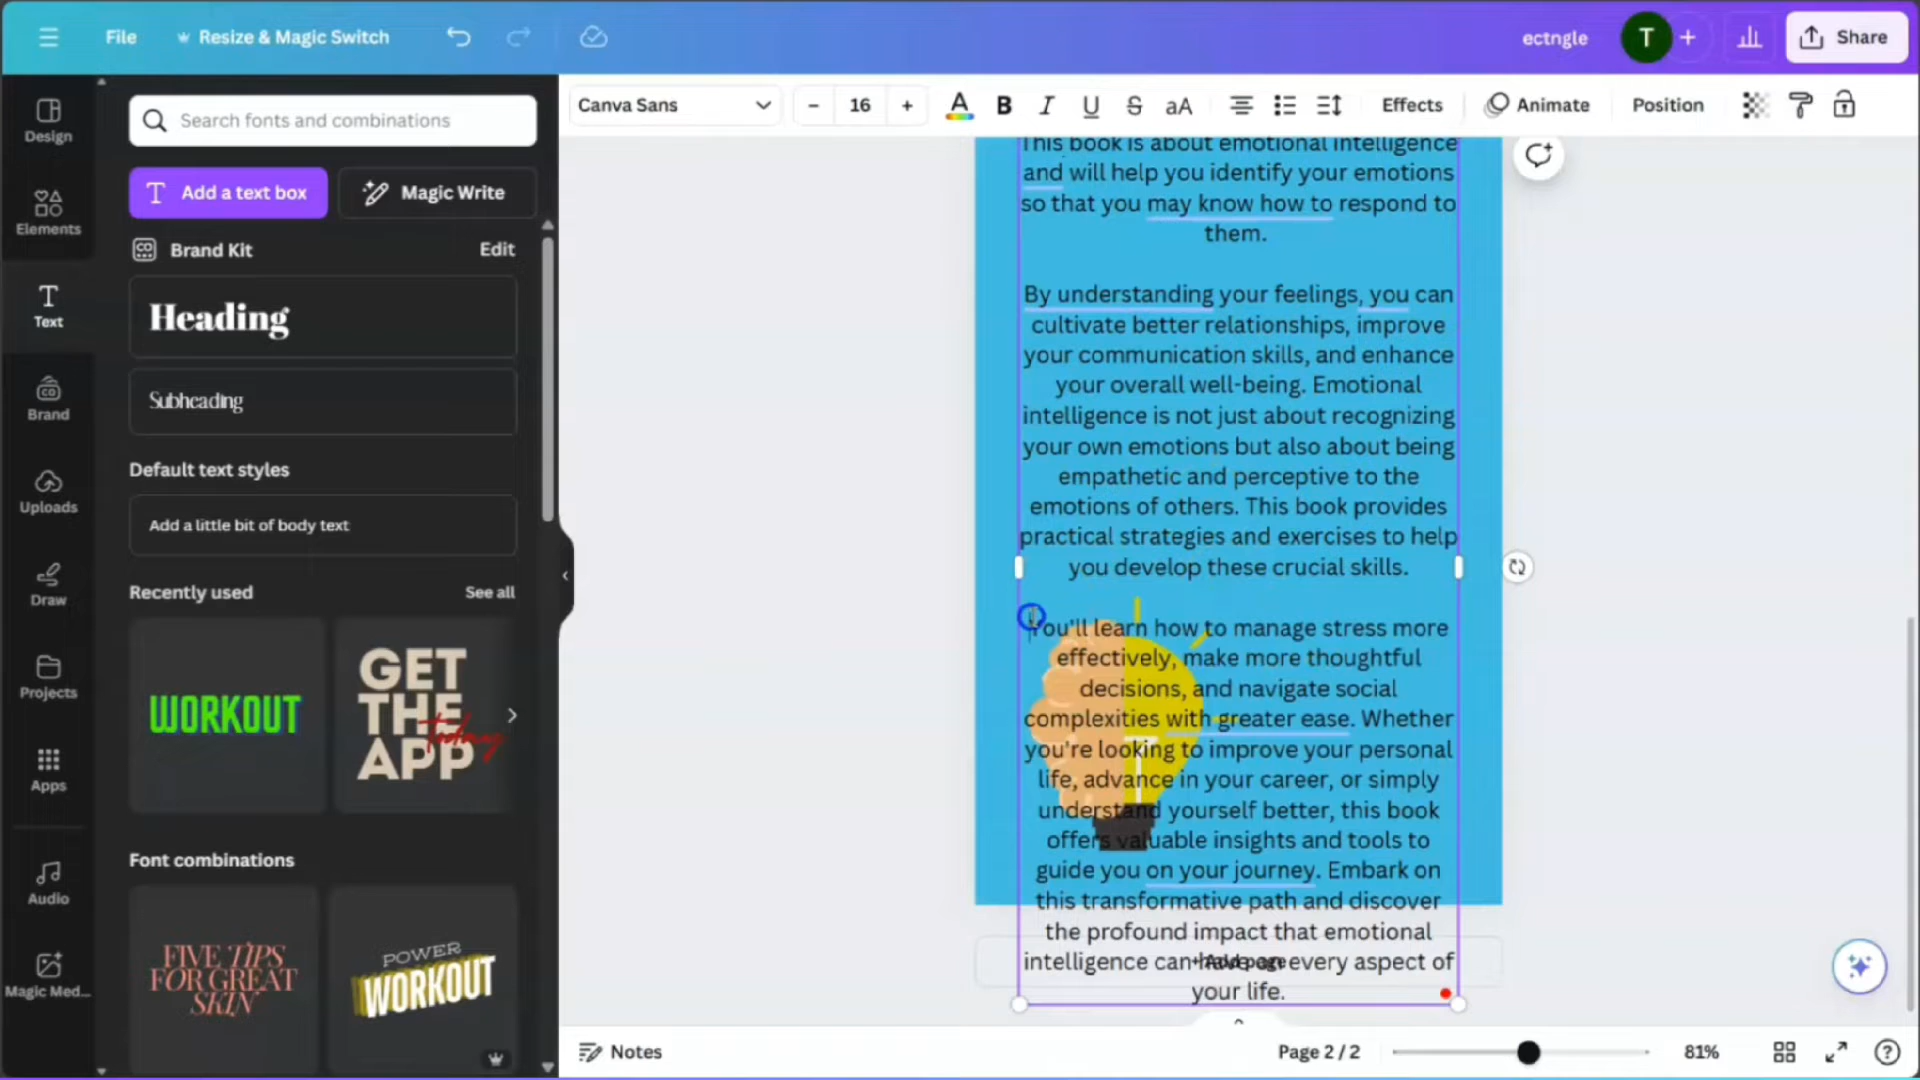 File
Resize & Magic Switch
ectngle
T
+
Share
Design
Elements
Text
Brand
Uploads
Draw
Projects
Apps
Audio
Magic Med...
Search fonts and combinations
Add a text box
Magic Write
Brand Kit
Edit
Heading
Subheading
Default text styles
Add a little bit of body text
Recently used
See all
WORKOUT
GET
THE
APP
today
Font combinations
FIVE TIPS
FOR GREAT
SKIN
POWER
WORKOUT
Canva Sans
– 16 +
A B I U S aA
Effects
Animate
Position
This book is about emotional intelligence
and will help you identify your emotions
so that you may know how to respond to
them.
By understanding your feelings, you can
cultivate better relationships, improve
your communication skills, and enhance
your overall well-being. Emotional
intelligence is not just about recognizing
your own emotions but also about being
empathetic and perceptive to the
emotions of others. This book provides
practical strategies and exercises to help
you develop these crucial skills.
You'll learn how to manage stress more
effectively, make more thoughtful
decisions, and navigate social
complexities with greater ease. Whether
you're looking to improve your personal
life, advance in your career, or simply
understand yourself better, this book
offers valuable insights and tools to
guide you on your journey. Embark on
this transformative path and discover
the profound impact that emotional
intelligence can have on every aspect of
your life.
+ Add page
Notes
Page 2 / 2
81%